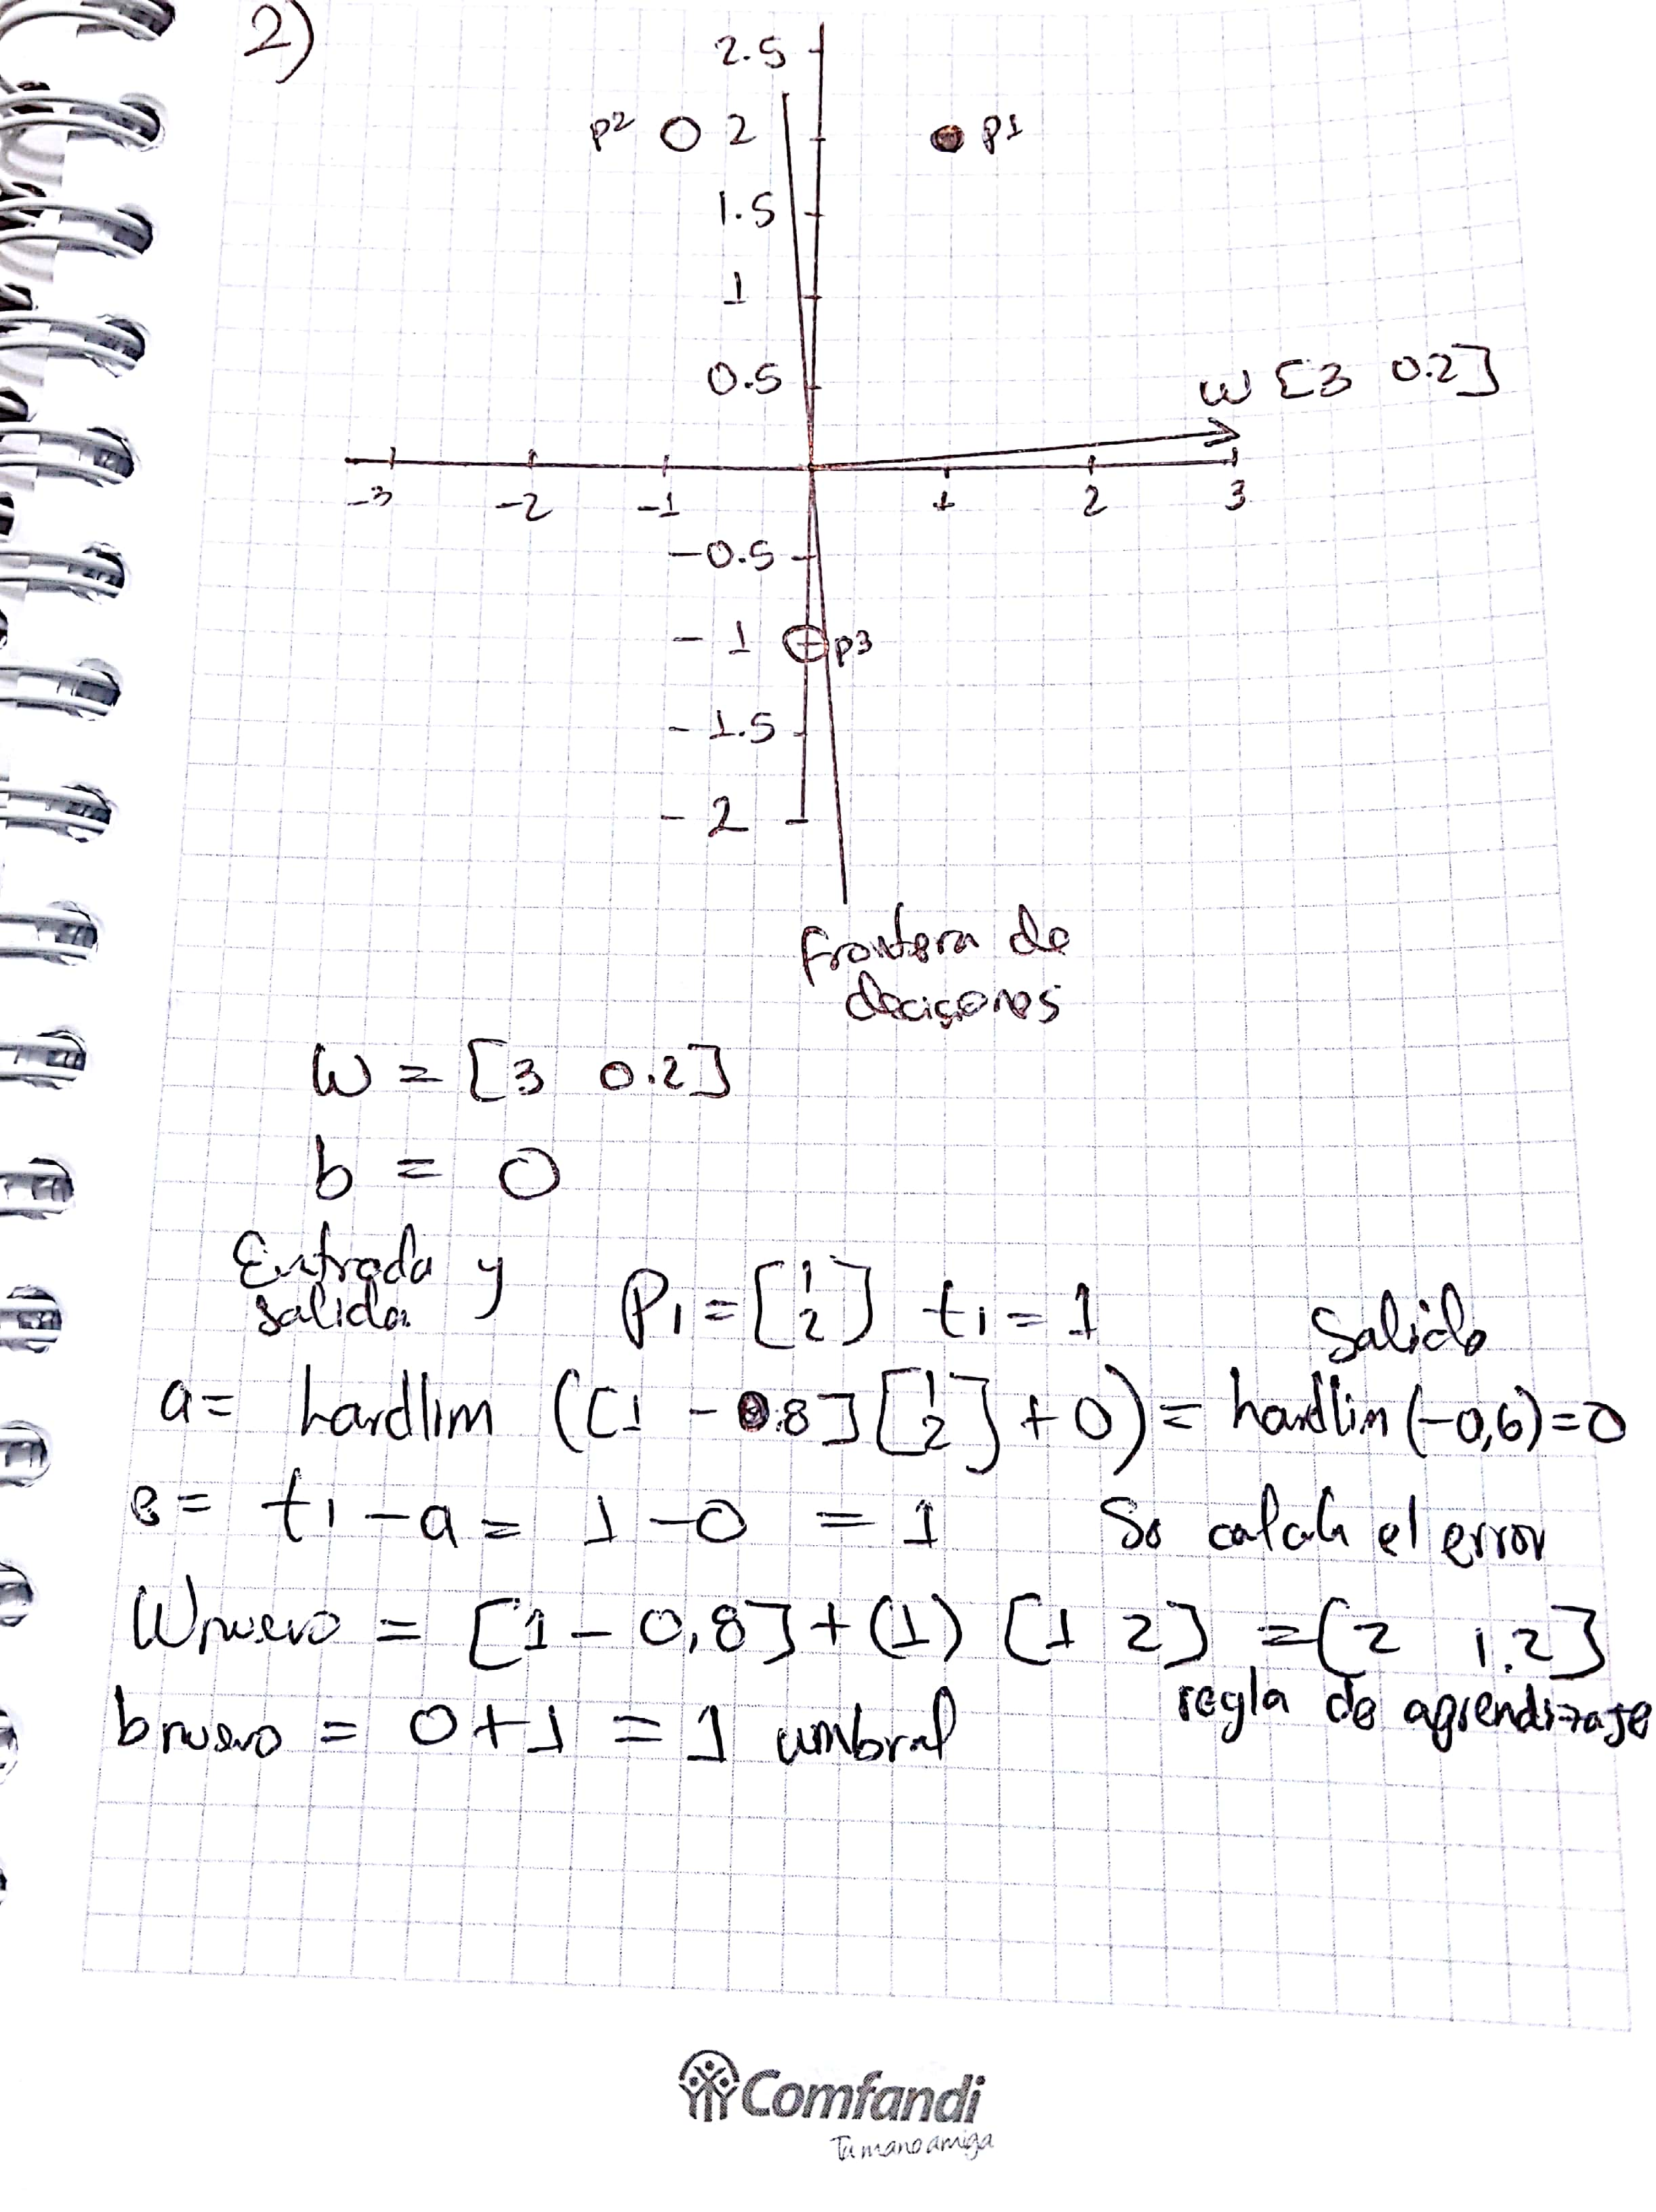 2)
2.5
p2 2 p1
1.5
1
0.5
W [3 0.2]
-3 -2 -1 1 2 3
-0.5
-1 p3
-1.5
-2
frontera de
decisiones
W = [3 0.2]
b = 0
Entrada y
salida P1 = [1 2] t1 = 1
Salida
a = hardlim ([1 -0.8] [1 2] + 0) = hardlim (-0,6) = 0
e = t1 - a = 1 - 0 = 1 Se calcula el error
Wnuevo = [1 - 0,8] + (1) [1 2] = [2 1.2]
regla de aprendizaje
bnuevo = 0 + 1 = 1 umbral
Comfandi
Tu mano amiga